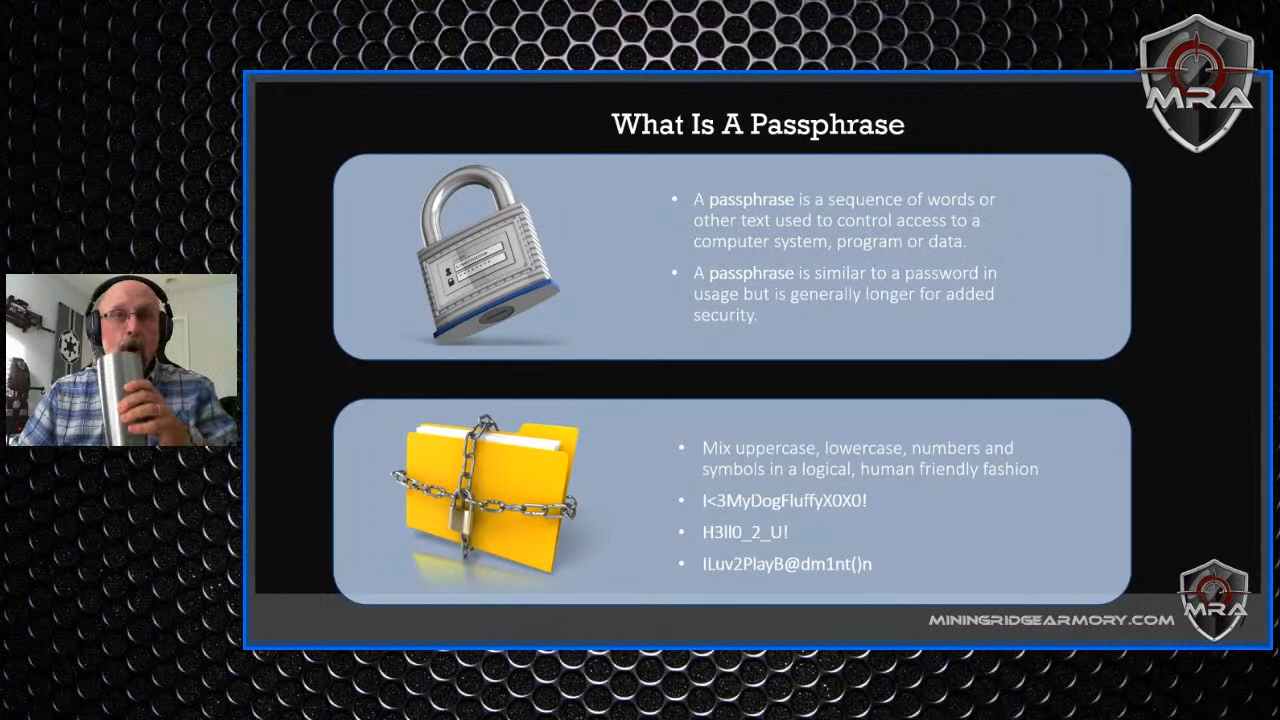 MRA
What Is A Passphrase
Username
• A passphrase is a sequence of words or
other text used to control access to a
computer system, program or data.
• A passphrase is similar to a password in
usage but is generally longer for added
security.
• Mix uppercase, lowercase, numbers and
symbols in a logical, human friendly fashion
• I<3MyDogFluffyX0X0!
• H3ll0_2_U!
• ILuv2PlayB@dm1nt()n
MININGRIDGEARMORY.COM
MRA